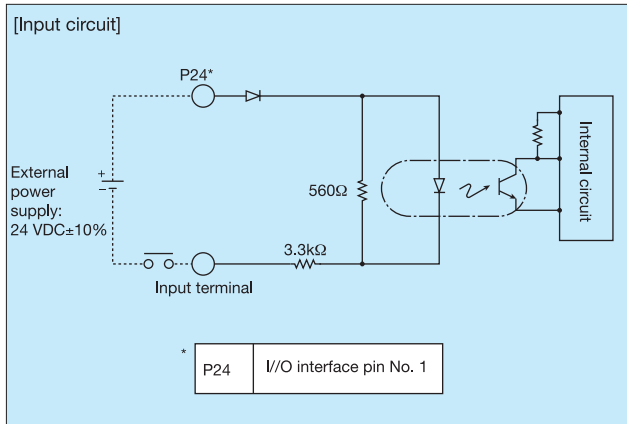 [Input circuit]
P24*
External
power
supply:
24 VDC±10%
+
−
560Ω
3.3kΩ
Input terminal
Internal circuit
*
P24 I//O interface pin No. 1